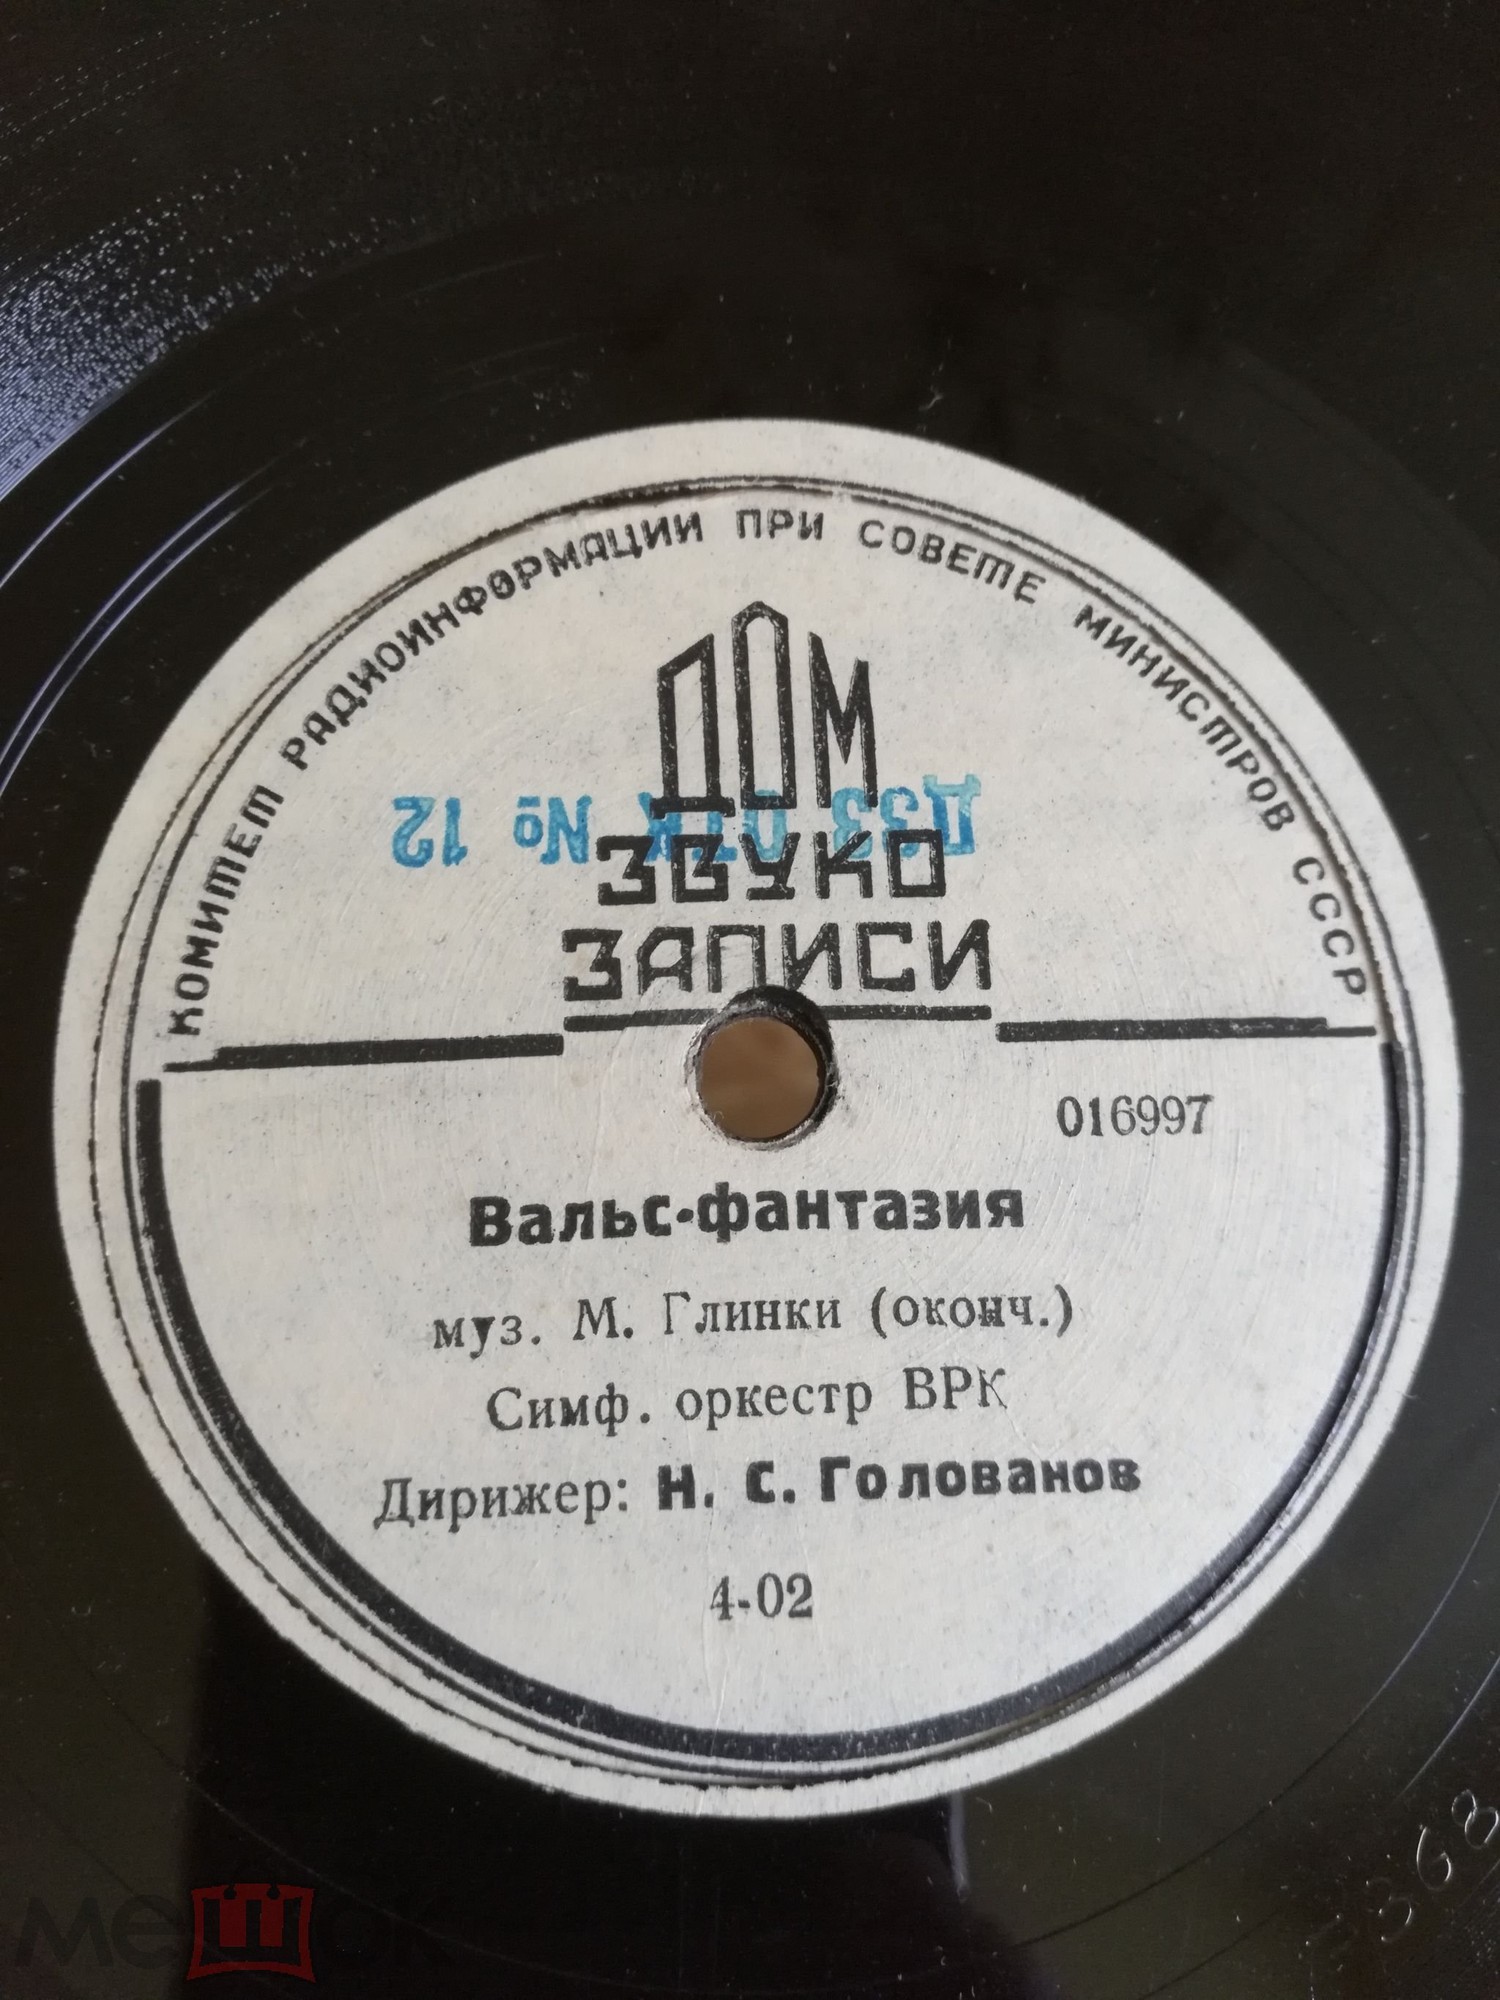 КОМИТЕТ РАДИОИНФОРМАЦИИ ПРИ СОВЕТЕ МИНИСТРОВ СССР
ДОМ
ДЗЗ ОТК № 12
ЗВУКО
ЗАПИСИ
016997
Вальс-фантазия
муз. М. Глинки (оконч.)
Симф. оркестр ВРК
Дирижер: Н. С. Голованов
4-02
мешок